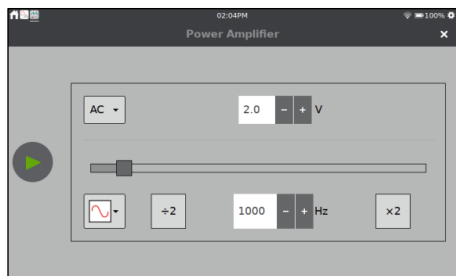 02:04PM
100%
Power Amplifier
×
AC
2.0 - + V
÷2
1000 - + Hz
×2